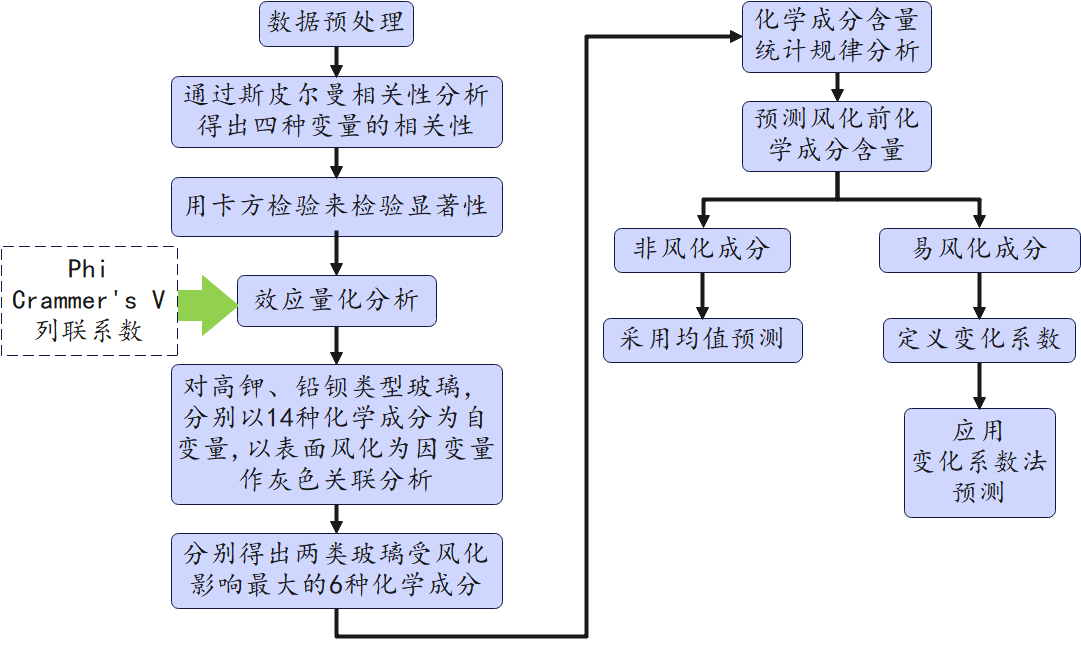 数据预处理
通过斯皮尔曼相关性分析
得出四种变量的相关性
用卡方检验来检验显著性
Phi
Crammer's V
列联系数
效应量化分析
对高钾、铅钡类型玻璃，
分别以14种化学成分为自
变量，以表面风化为因变量
作灰色关联分析
分别得出两类玻璃受风化
影响最大的6种化学成分
化学成分含量
统计规律分析
预测风化前化
学成分含量
非风化成分
采用均值预测
易风化成分
定义变化系数
应用
变化系数法
预测